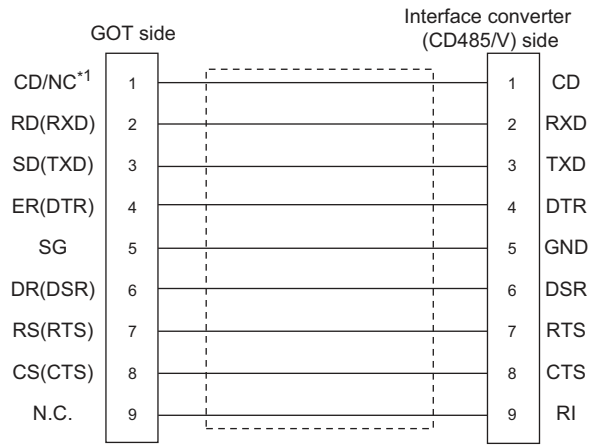 GOT side
Interface converter
(CD485/V) side
CD/NC*1 1 1 CD
RD(RXD) 2 2 RXD
SD(TXD) 3 3 TXD
ER(DTR) 4 4 DTR
SG 5 5 GND
DR(DSR) 6 6 DSR
RS(RTS) 7 7 RTS
CS(CTS) 8 8 CTS
N.C. 9 9 RI